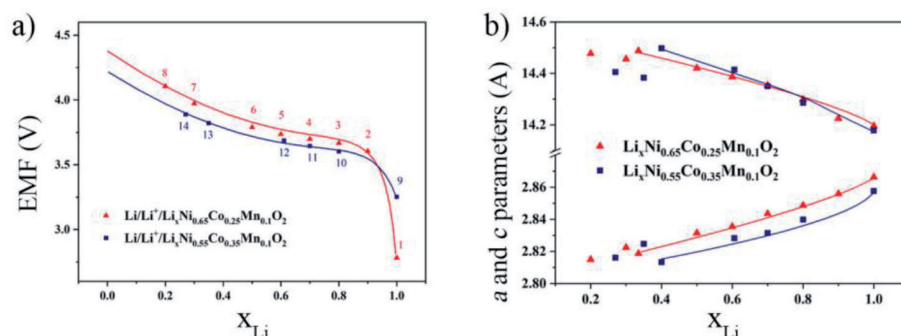 a)
EMF (V)
4.5
4.0
3.5
3.0
8
7
6
5
4
3
2
14
13
12
11
10
9
1
Li/Li⁺/LiₓNi₀.₆₅Co₀.₂₅Mn₀.₁O₂
Li/Li⁺/LiₓNi₀.₅₅Co₀.₃₅Mn₀.₁O₂
0.0 0.2 0.4 0.6 0.8 1.0
X_Li
b)
a and c parameters (A)
14.6
14.4
14.2
2.86
2.84
2.82
2.80
LiₓNi₀.₆₅Co₀.₂₅Mn₀.₁O₂
LiₓNi₀.₅₅Co₀.₃₅Mn₀.₁O₂
0.2 0.4 0.6 0.8 1.0
X_Li